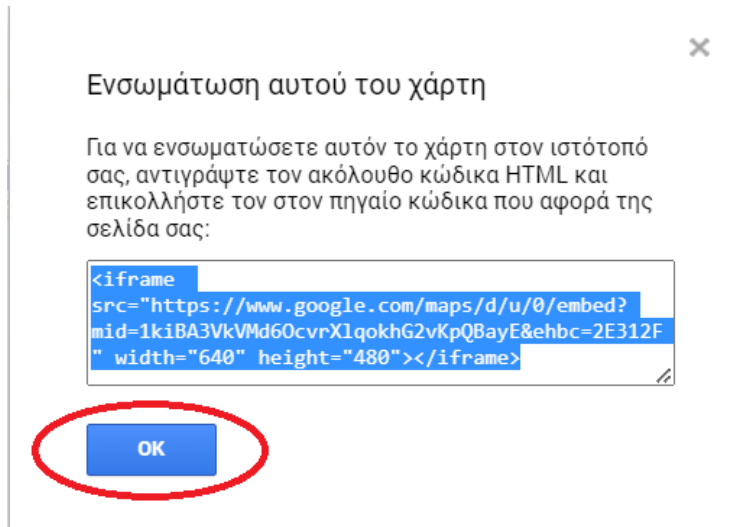 Ενσωμάτωση αυτού του χάρτη
Για να ενσωματώσετε αυτόν το χάρτη στον ιστότοπό
σας, αντιγράψτε τον ακόλουθο κώδικα HTML και
επικολλήστε τον στον πηγαίο κώδικα που αφορά της
σελίδα σας:
<iframe
src="https://www.google.com/maps/d/u/0/embed?
mid=1kiBA3VkVMd6OcvrXlqokhG2vKpQBayE&ehbc=2E312F
" width="640" height="480"></iframe>
OK